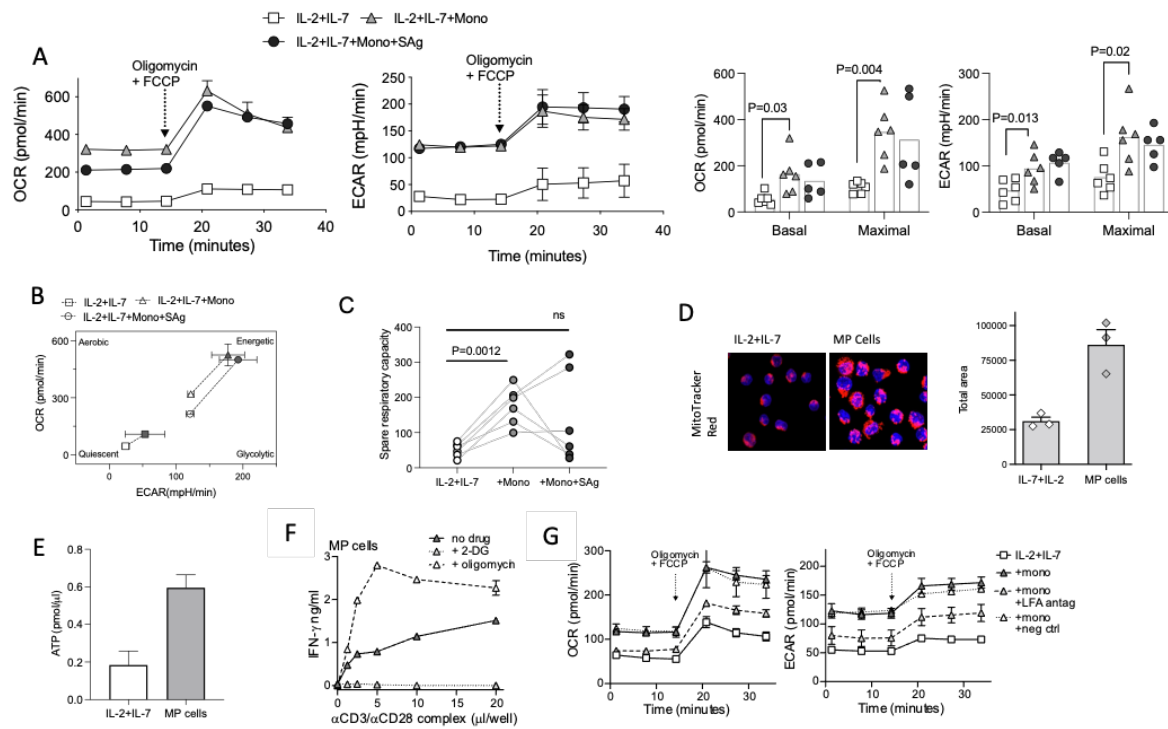 IL-2+IL-7 IL-2+IL-7+Mono
IL-2+IL-7+Mono+SAg
A
Oligomycin
+ FCCP
OCR (pmol/min)
600
400
200
0
0 10 20 30 40
Time (minutes)
Oligomycin
+ FCCP
ECAR (mpH/min)
250
200
150
100
50
0
0 10 20 30 40
Time (minutes)
OCR (pmol/min)
600
400
200
0
P=0.03
P=0.004
Basal Maximal
ECAR (mpH/min)
300
200
100
0
P=0.013
P=0.02
Basal Maximal
B
IL-2+IL-7 IL-2+IL-7+Mono
IL-2+IL-7+Mono+SAg
OCR (pmol/min)
600
300
0
Aerobic Energetic
Quiescent Glycolytic
0 100 200
ECAR(mpH/min)
C
Spare respiratory capacity
400
300
200
100
0
ns
P=0.0012
IL-2+IL-7 +Mono +Mono+SAg
D
IL-2+IL-7 MP Cells
MitoTracker
Red
Total area
100000
75000
50000
25000
0
IL-7+IL-2 MP cells
E
ATP (pmol/µl)
0.8
0.6
0.4
0.2
0.0
IL-2+IL-7 MP cells
F
MP cells
no drug
+ 2-DG
+ oligomych
IFN-γ ng/ml
3
2
1
0
0 5 10 15 20
αCD3/αCD28 complex (µl/well)
G
Oligomycin
+ FCCP
OCR (pmol/min)
300
200
100
0
0 10 20 30
Time (minutes)
Oligomycin
+ FCCP
ECAR (pmol/min)
200
150
100
50
0
0 10 20 30
Time (minutes)
IL-2+IL-7
+mono
+mono
+LFA antag
+mono
+neg ctrl